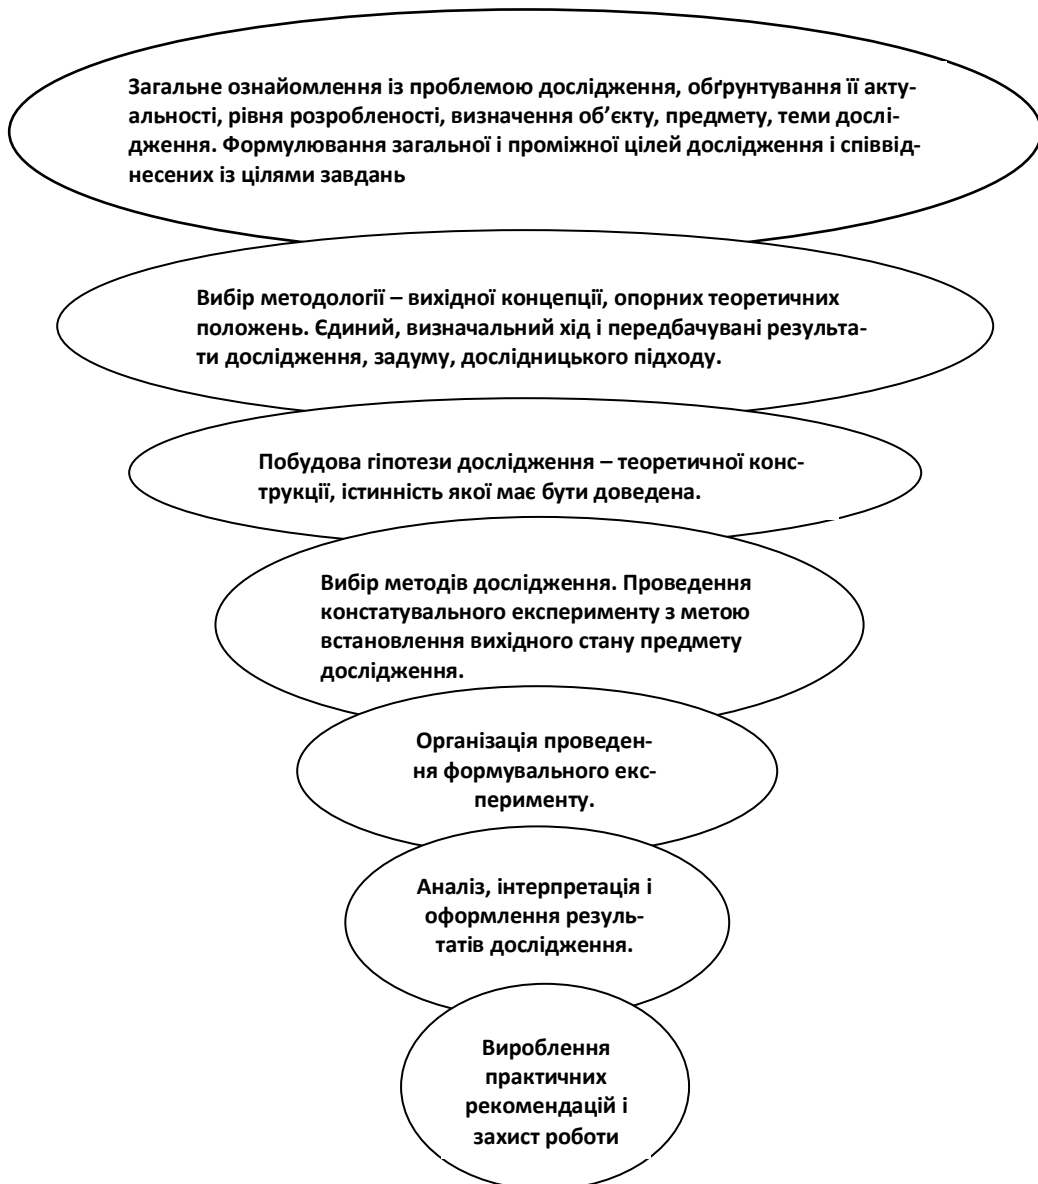 Загальне ознайомлення із проблемою дослідження, обґрунтування її акту-
альності, рівня розробленості, визначення об’єкту, предмету, теми дослі-
дження. Формулювання загальної і проміжної цілей дослідження і співвід-
несених із цілями завдань
Вибір методології – вихідної концепції, опорних теоретичних
положень. Єдиний, визначальний хід і передбачувані результа-
ти дослідження, задуму, дослідницького підходу.
Побудова гіпотези дослідження – теоретичної конс-
трукції, істинність якої має бути доведена.
Вибір методів дослідження. Проведення
констатувального експерименту з метою
встановлення вихідного стану предмету
дослідження.
Організація проведен-
ня формувального екс-
перименту.
Аналіз, інтерпретація і
оформлення резуль-
татів дослідження.
Вироблення
практичних
рекомендацій і
захист роботи